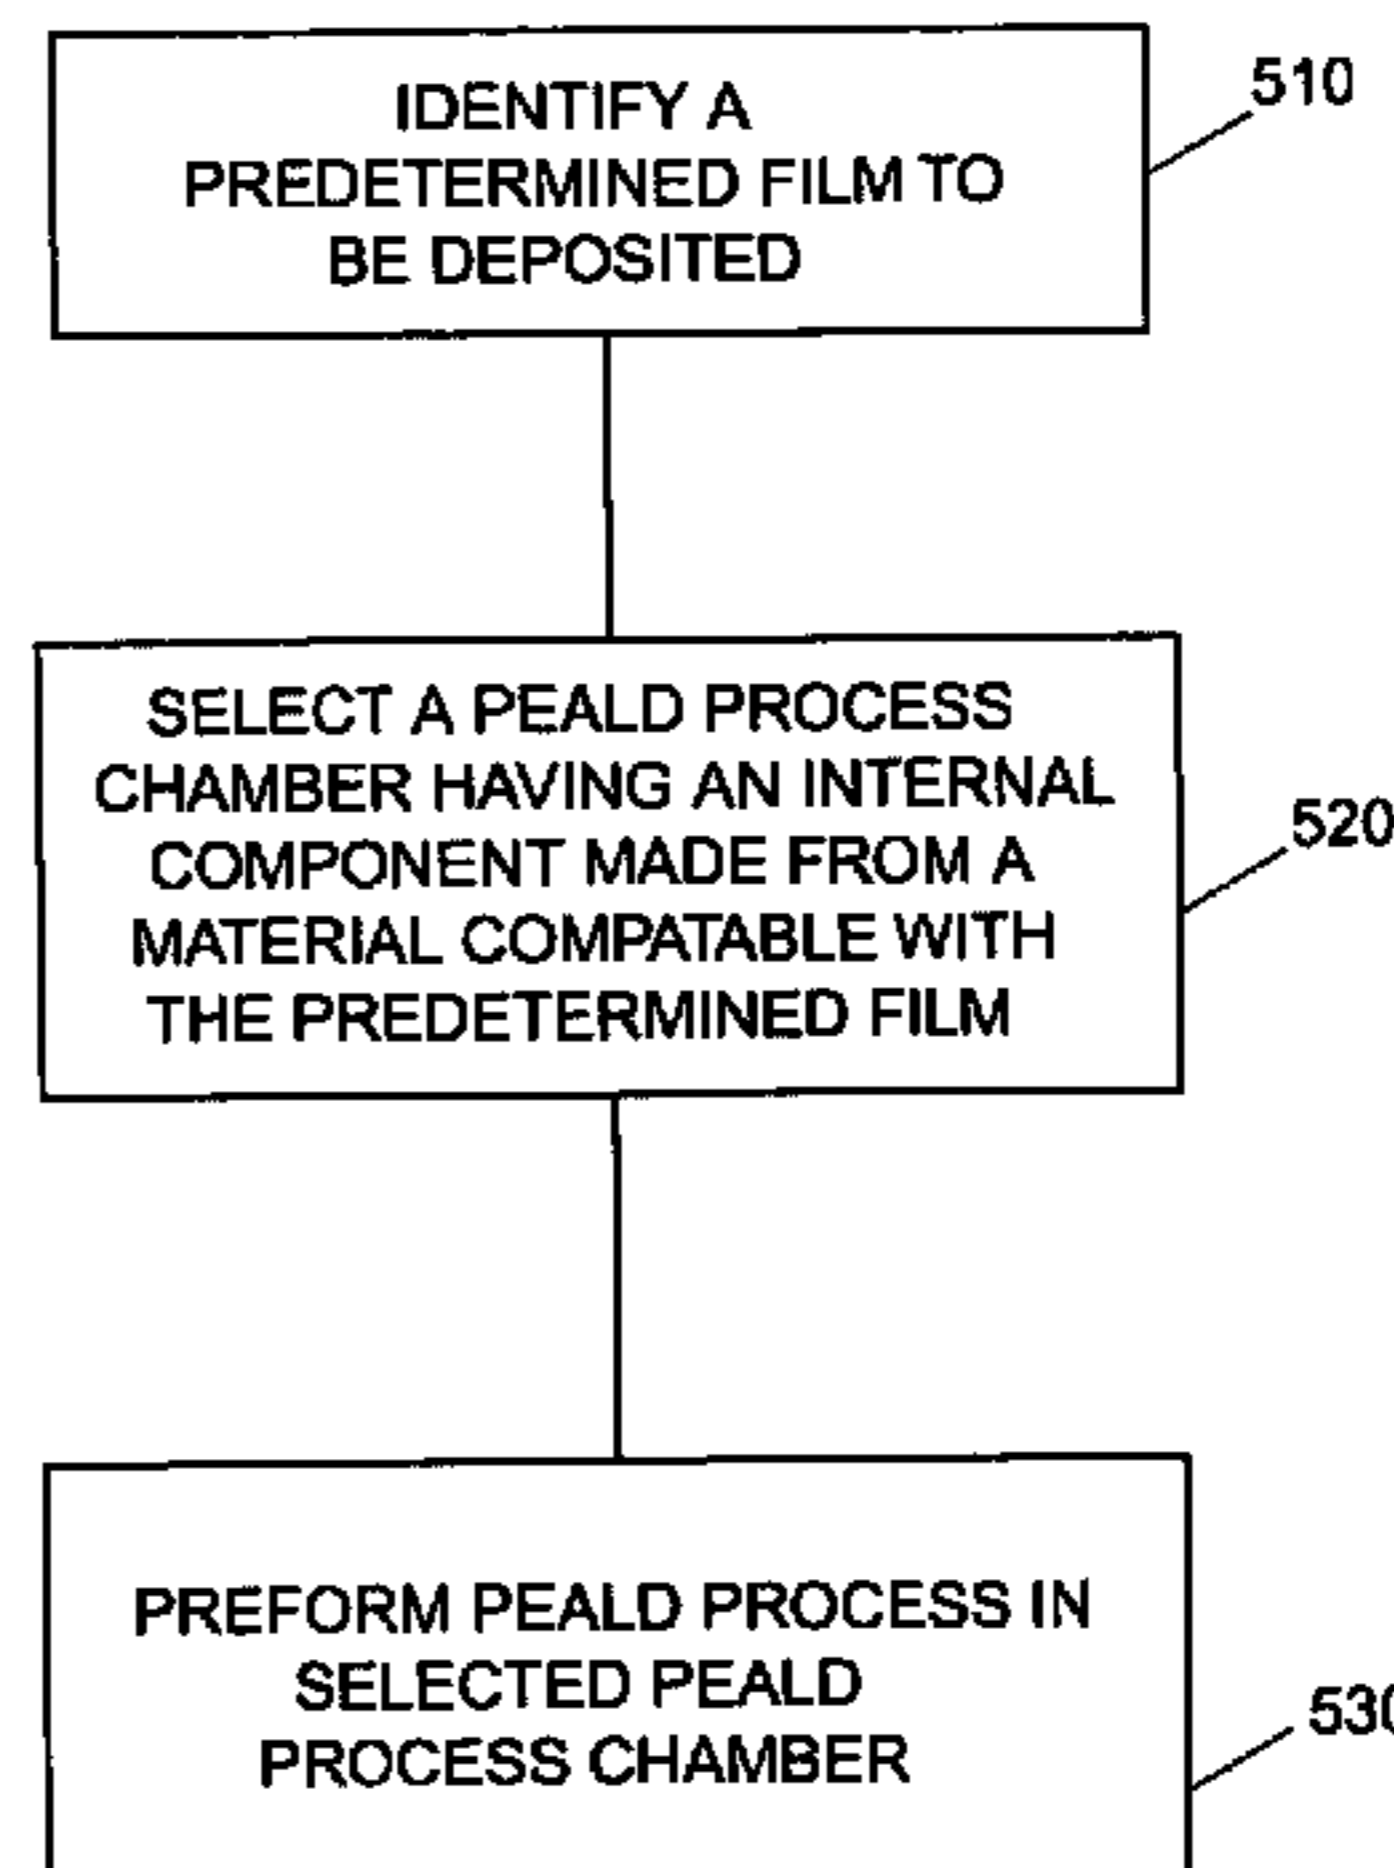 IDENTIFY A
PREDETERMINED FILM TO
BE DEPOSITED
510
SELECT A PEALD PROCESS
CHAMBER HAVING AN INTERNAL
COMPONENT MADE FROM A
MATERIAL COMPATABLE WITH
THE PREDETERMINED FILM
520
PREFORM PEALD PROCESS IN
SELECTED PEALD
PROCESS CHAMBER
530